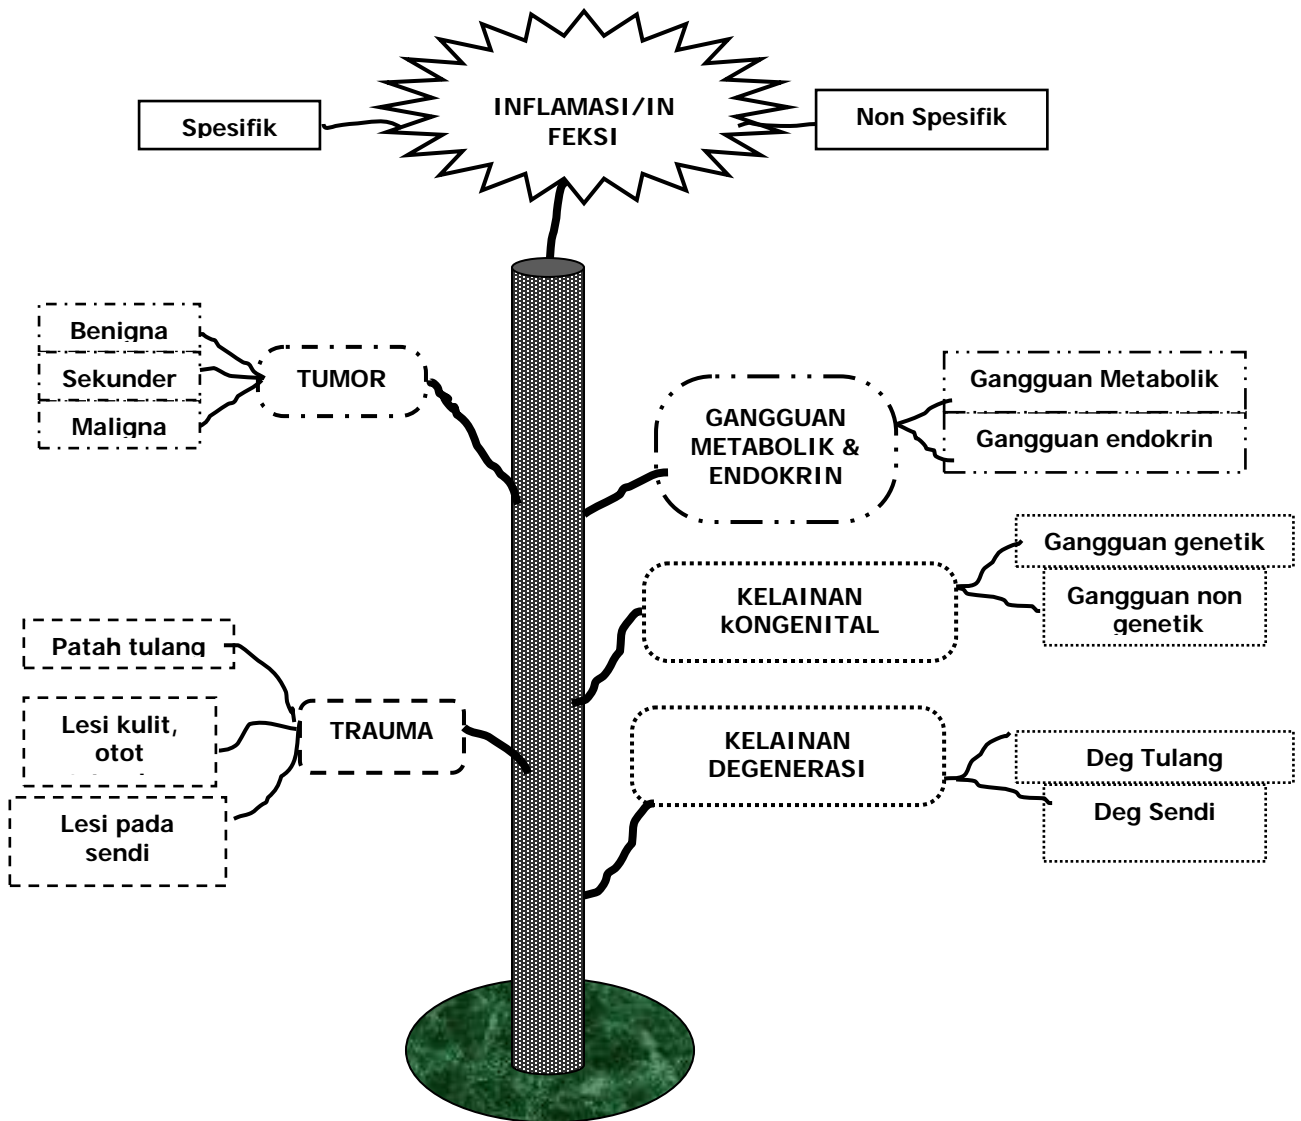 INFLAMASI/IN
FEKSI
Spesifik
Non Spesifik
Benigna
Sekunder
Maligna
TUMOR
GANGGUAN
METABOLIK &
ENDOKRIN
Gangguan Metabolik
Gangguan endokrin
KELAINAN
kONGENITAL
Gangguan genetik
Gangguan non
genetik
Patah tulang
Lesi kulit,
otot
Lesi pada
sendi
TRAUMA
KELAINAN
DEGENERASI
Deg Tulang
Deg Sendi